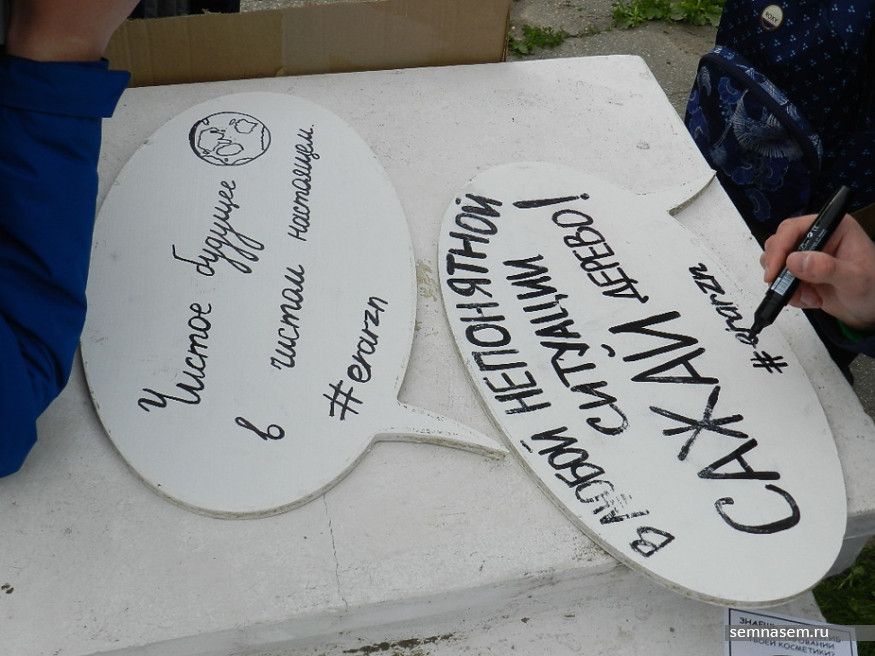 Чистое будущее
в чистом настоящем.
#erarzn
В ЛЮБОЙ НЕПОНЯТНОЙ
СИТУАЦИИ
САЖАЙ ДЕРЕВО!
#erarzn
semnasem.ru